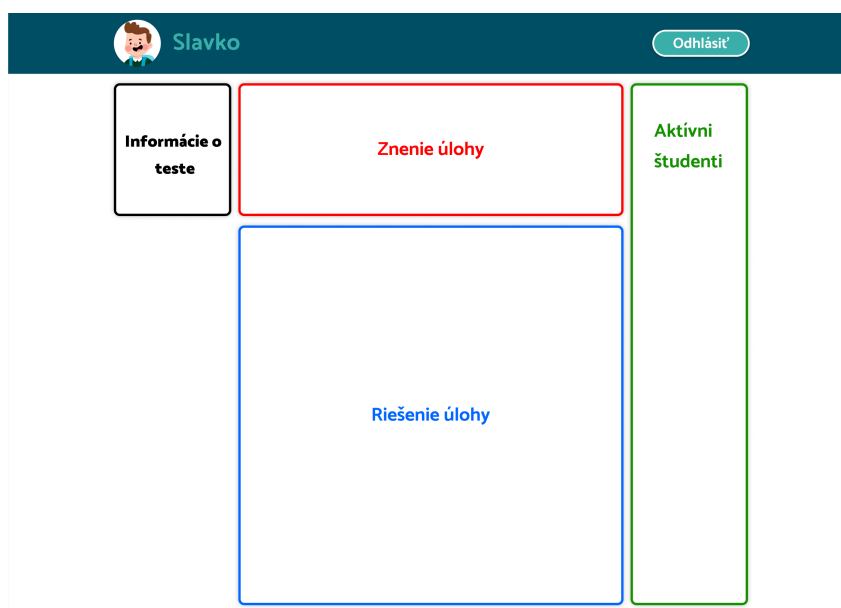 Slavko
Odhlásiť
Informácie o
teste
Znenie úlohy
Aktívni
študenti
Riešenie úlohy